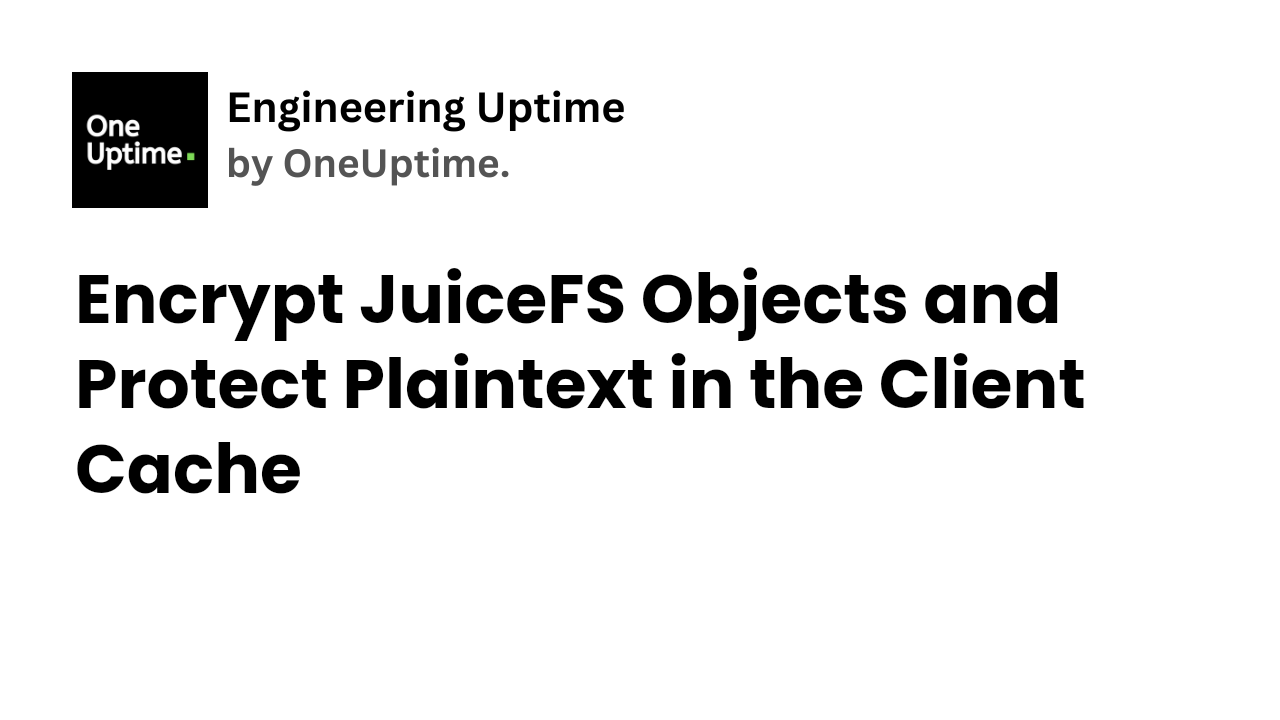 One
Uptime
Engineering Uptime
by OneUptime.
Encrypt JuiceFS Objects and
Protect Plaintext in the Client
Cache